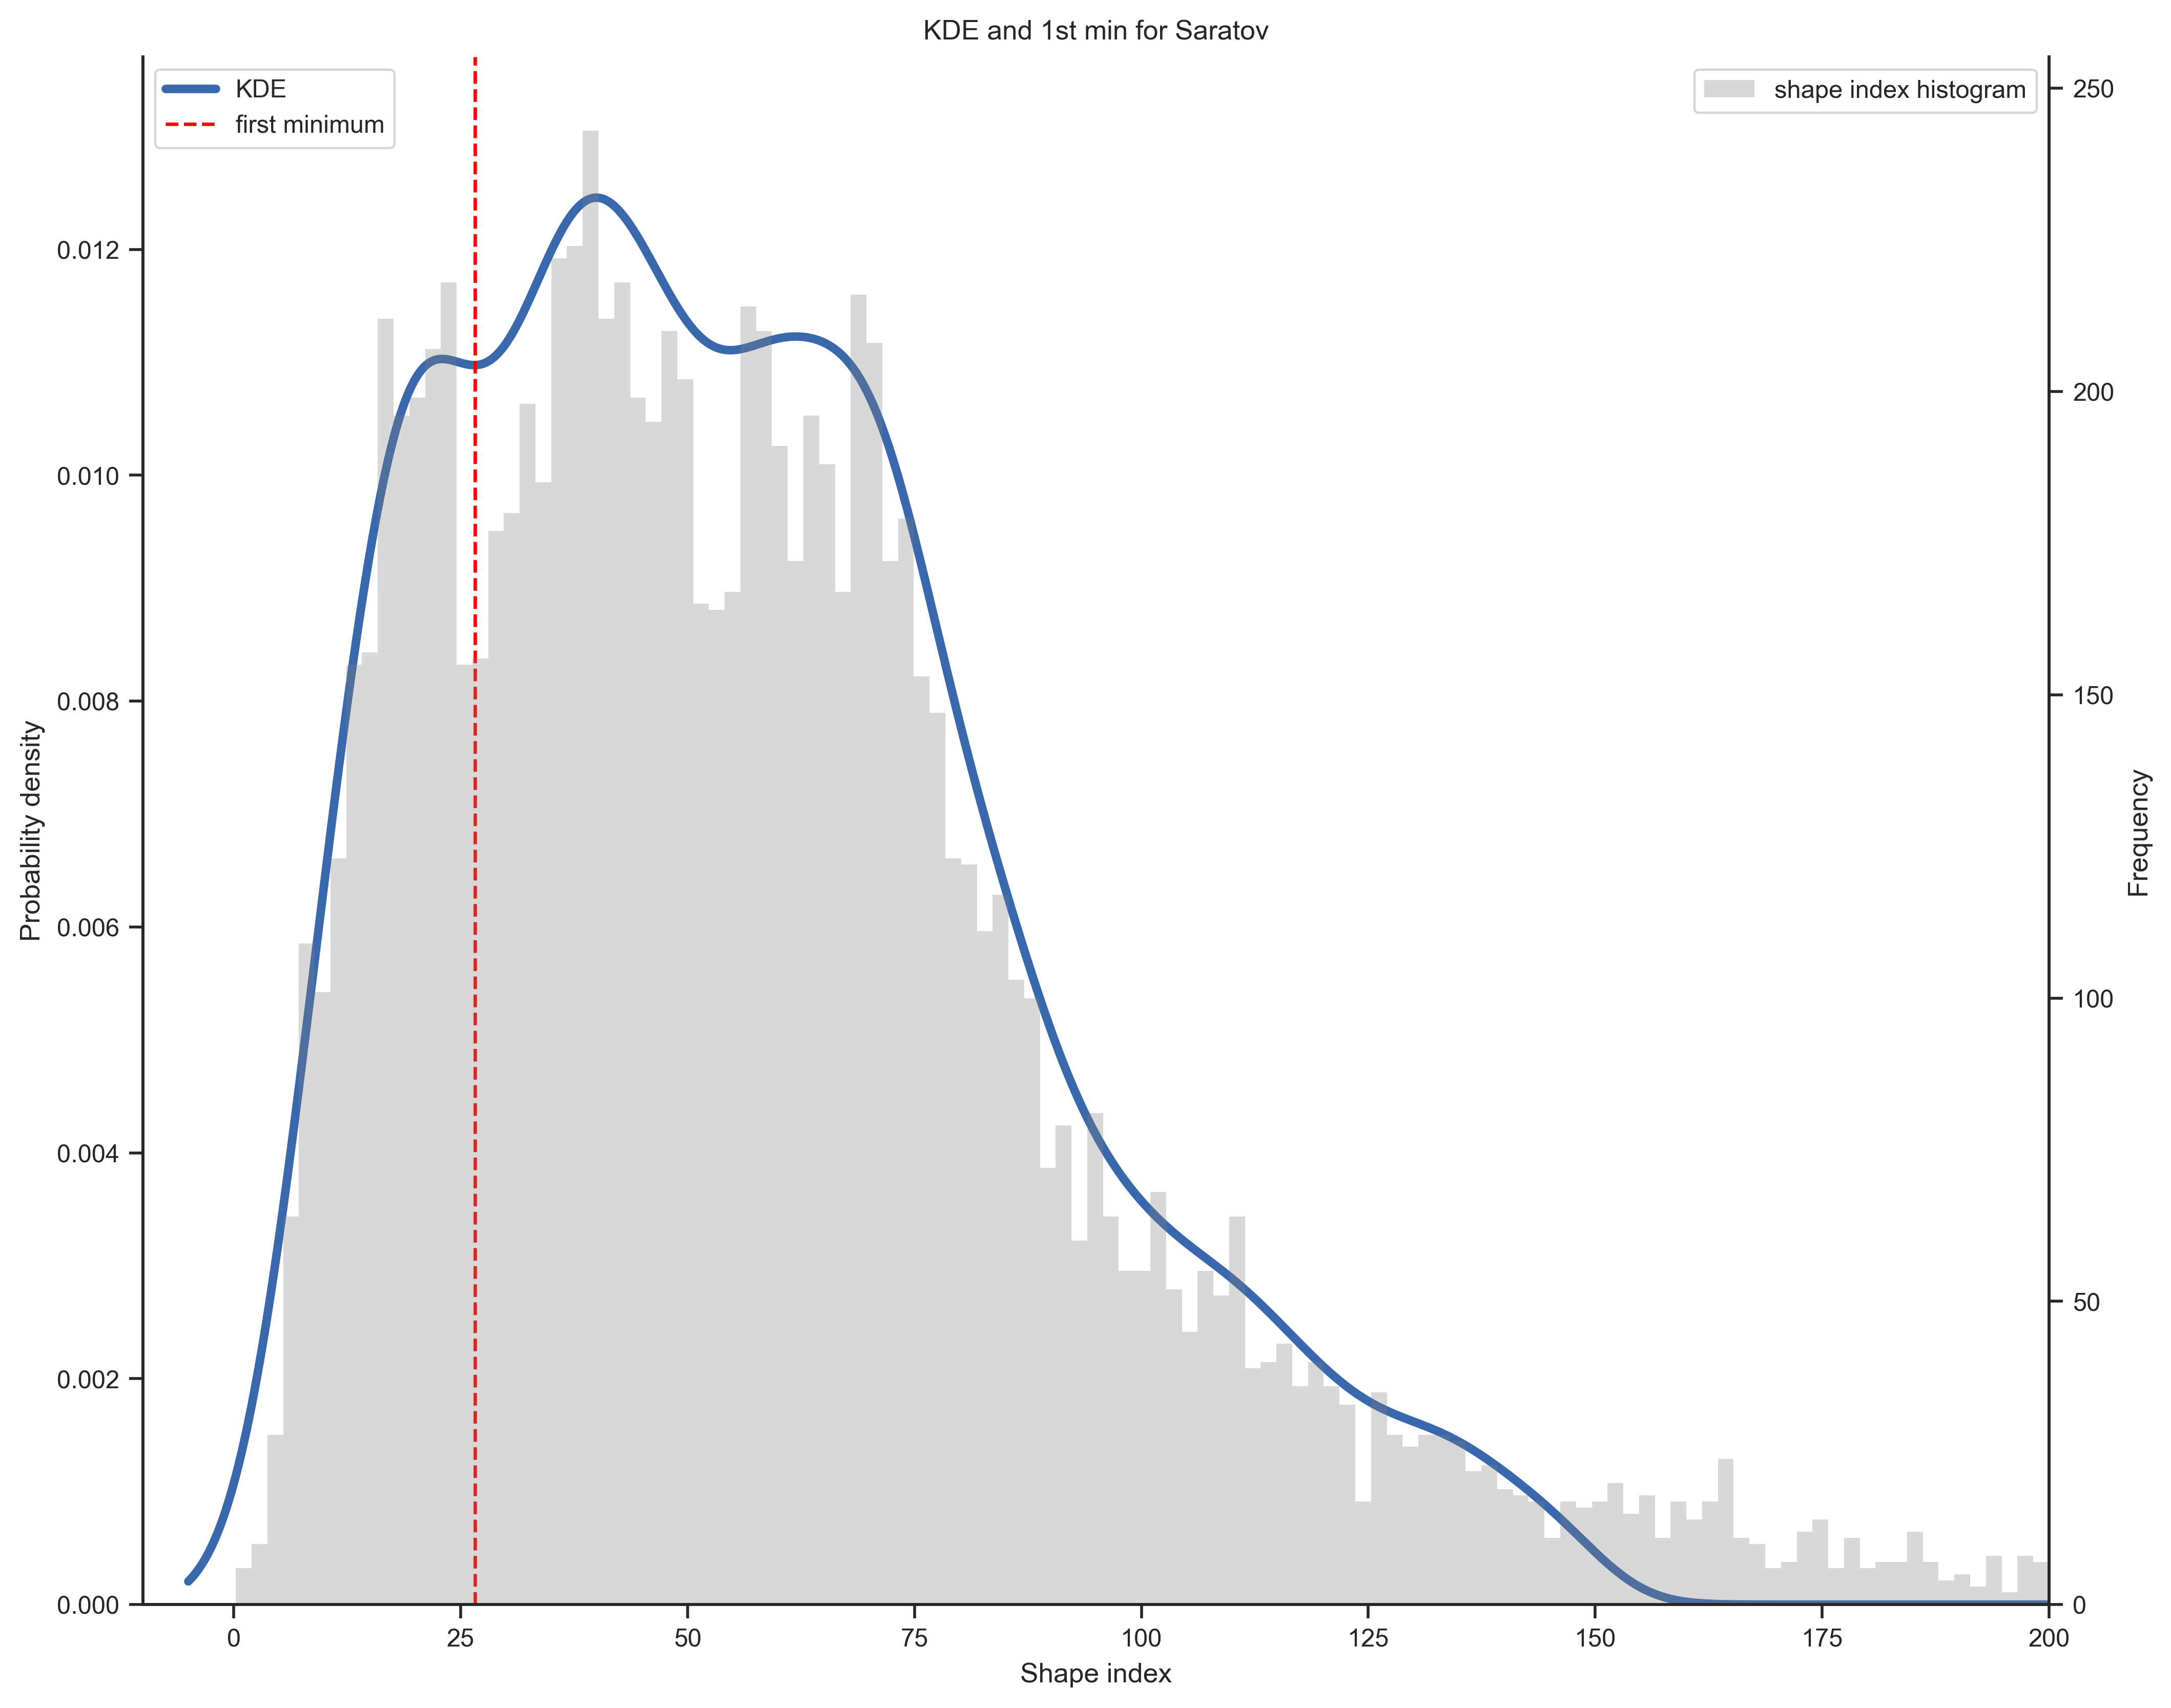 KDE and 1st min for Saratov
KDE
first minimum
shape index histogram
0.012
0.010
0.008
0.006
0.004
0.002
0.000
Probability density
250
200
150
100
50
0
Frequency
0 25 50 75 100 125 150 175 200
Shape index